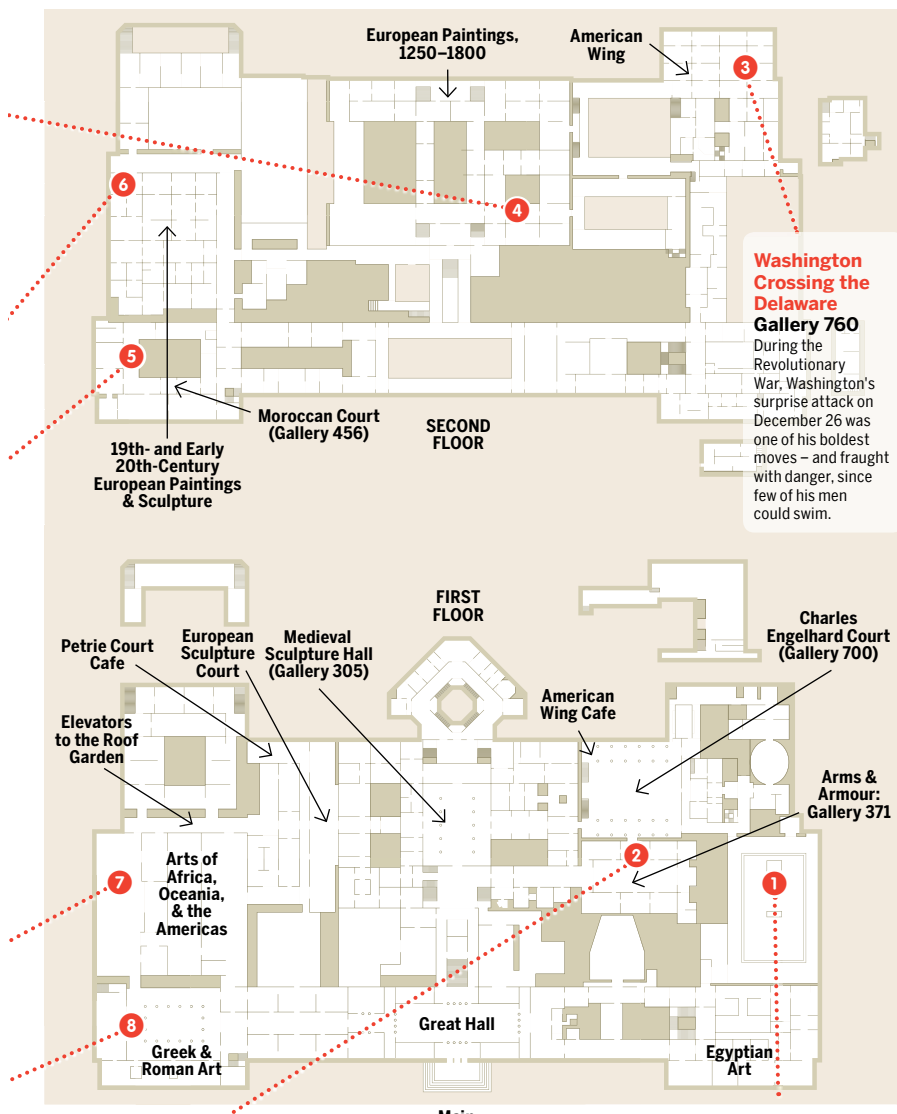 European Paintings,
1250–1800
American
Wing
3
6
4
Washington
Crossing the
Delaware
Gallery 760
During the
Revolutionary
War, Washington's
surprise attack on
December 26 was
one of his boldest
moves – and fraught
with danger, since
few of his men
could swim.
5
Moroccan Court
(Gallery 456)
SECOND
FLOOR
19th- and Early
20th-Century
European Paintings
& Sculpture
FIRST
FLOOR
Petrie Court
Cafe
European
Sculpture
Court
Medieval
Sculpture Hall
(Gallery 305)
Charles
Engelhard Court
(Gallery 700)
American
Wing Cafe
Elevators
to the Roof
Garden
Arms &
Armour:
Gallery 371
2
7
Arts of
Africa,
Oceania,
& the
Americas
1
8
Great Hall
Greek &
Roman Art
Egyptian
Art
Main